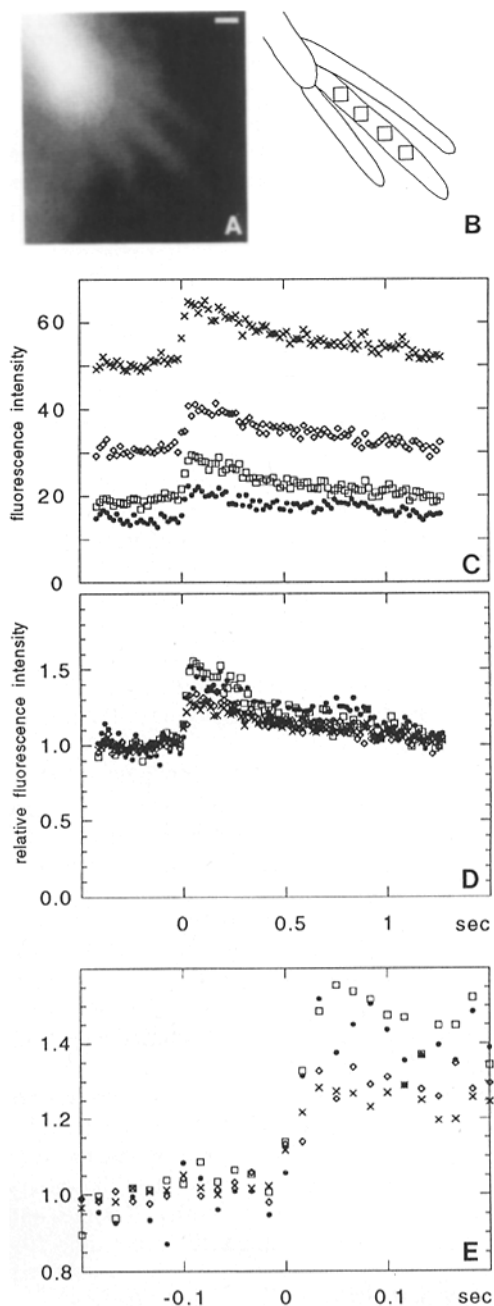 A
B
fluorescence intensity
60
40
20
0
C
relative fluorescence intensity
1.5
1.0
0.5
0.0
D
0 0.5 1 sec
1.4
1.2
1.0
0.8
E
-0.1 0 0.1 sec